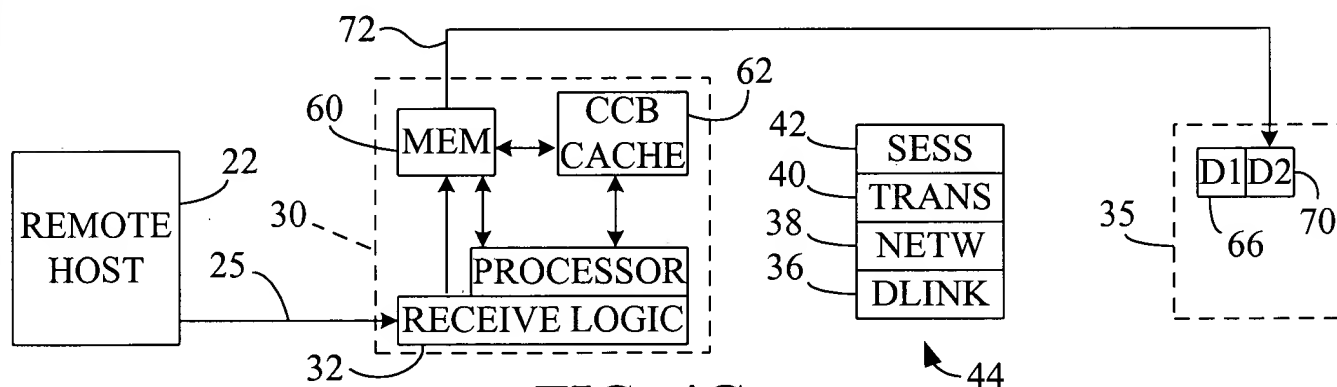 72
62
60
CCB
CACHE
MEM
42
SESS
22
40
TRANS
D1 D2
REMOTE
HOST
30
38
NETW
35
66
70
25
PROCESSOR
36
DLINK
RECEIVE LOGIC
32
44